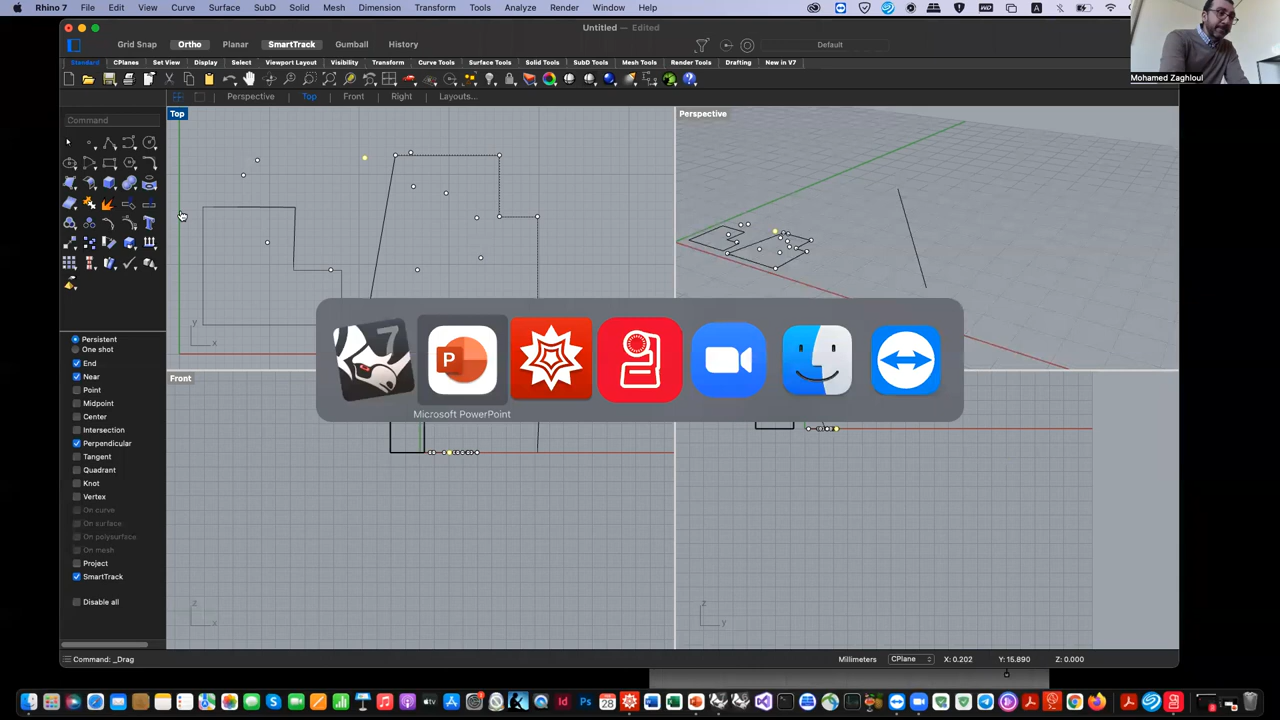 Rhino 7 File Edit View Curve Surface SubD Solid Mesh Dimension Transform Tools Analyze Render Window Help
Untitled — Edited
Grid Snap Ortho Planar SmartTrack Gumball History Default
Standard CPlanes Set View Display Select Viewport Layout Visibility Transform Curve Tools Surface Tools Solid Tools SubD Tools Mesh Tools Render Tools Drafting New in V7
Mohamed Zaghloul
Perspective Top Front Right Layouts...
Top
Perspective
Command
y
x
Persistent
One shot
End
Near
Point
Midpoint
Center
Intersection
Perpendicular
Tangent
Quadrant
Knot
Vertex
On curve
On surface
On polysurface
On mesh
Project
SmartTrack
Disable all
7
P
Microsoft PowerPoint
Front
z
x
z
y
Command: _Drag
Millimeters CPlane X: 0.202 Y: 15.890 Z: 0.000
28
Id
Ps